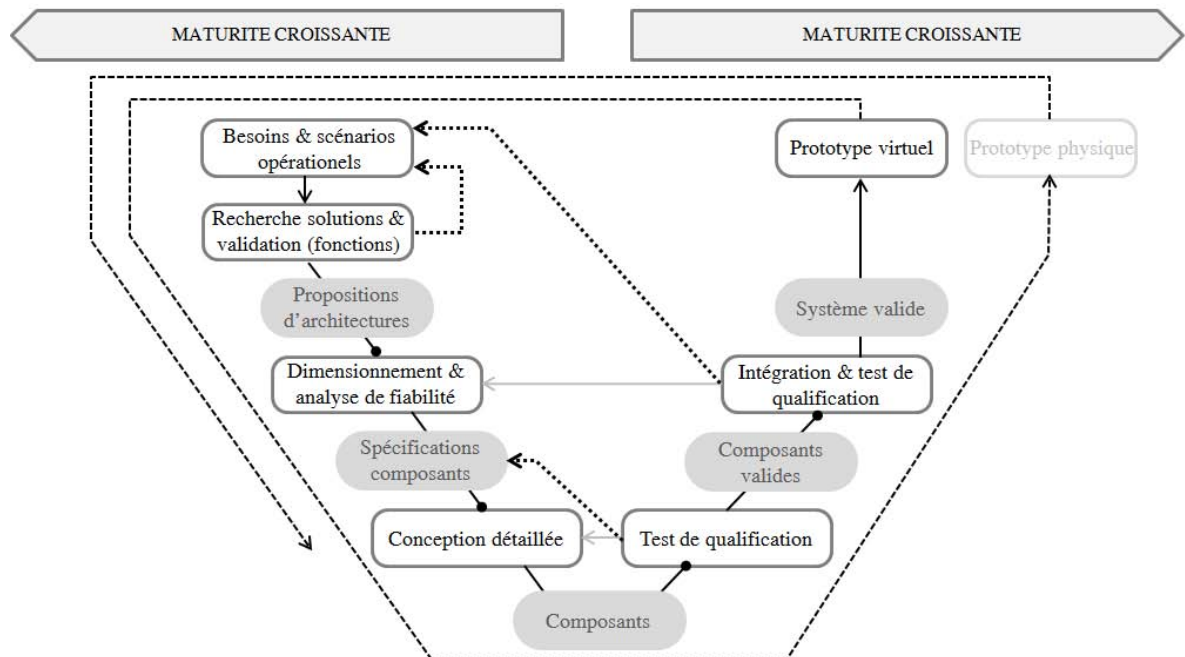 MATURITE CROISSANTE
MATURITE CROISSANTE
Besoins & scénarios
opérationels
Prototype virtuel
Prototype physique
Recherche solutions &
validation (fonctions)
Propositions
d'architectures
Système valide
Dimensionnement &
analyse de fiabilité
Intégration & test de
qualification
Spécifications
composants
Composants
valides
Conception détaillée
Test de qualification
Composants